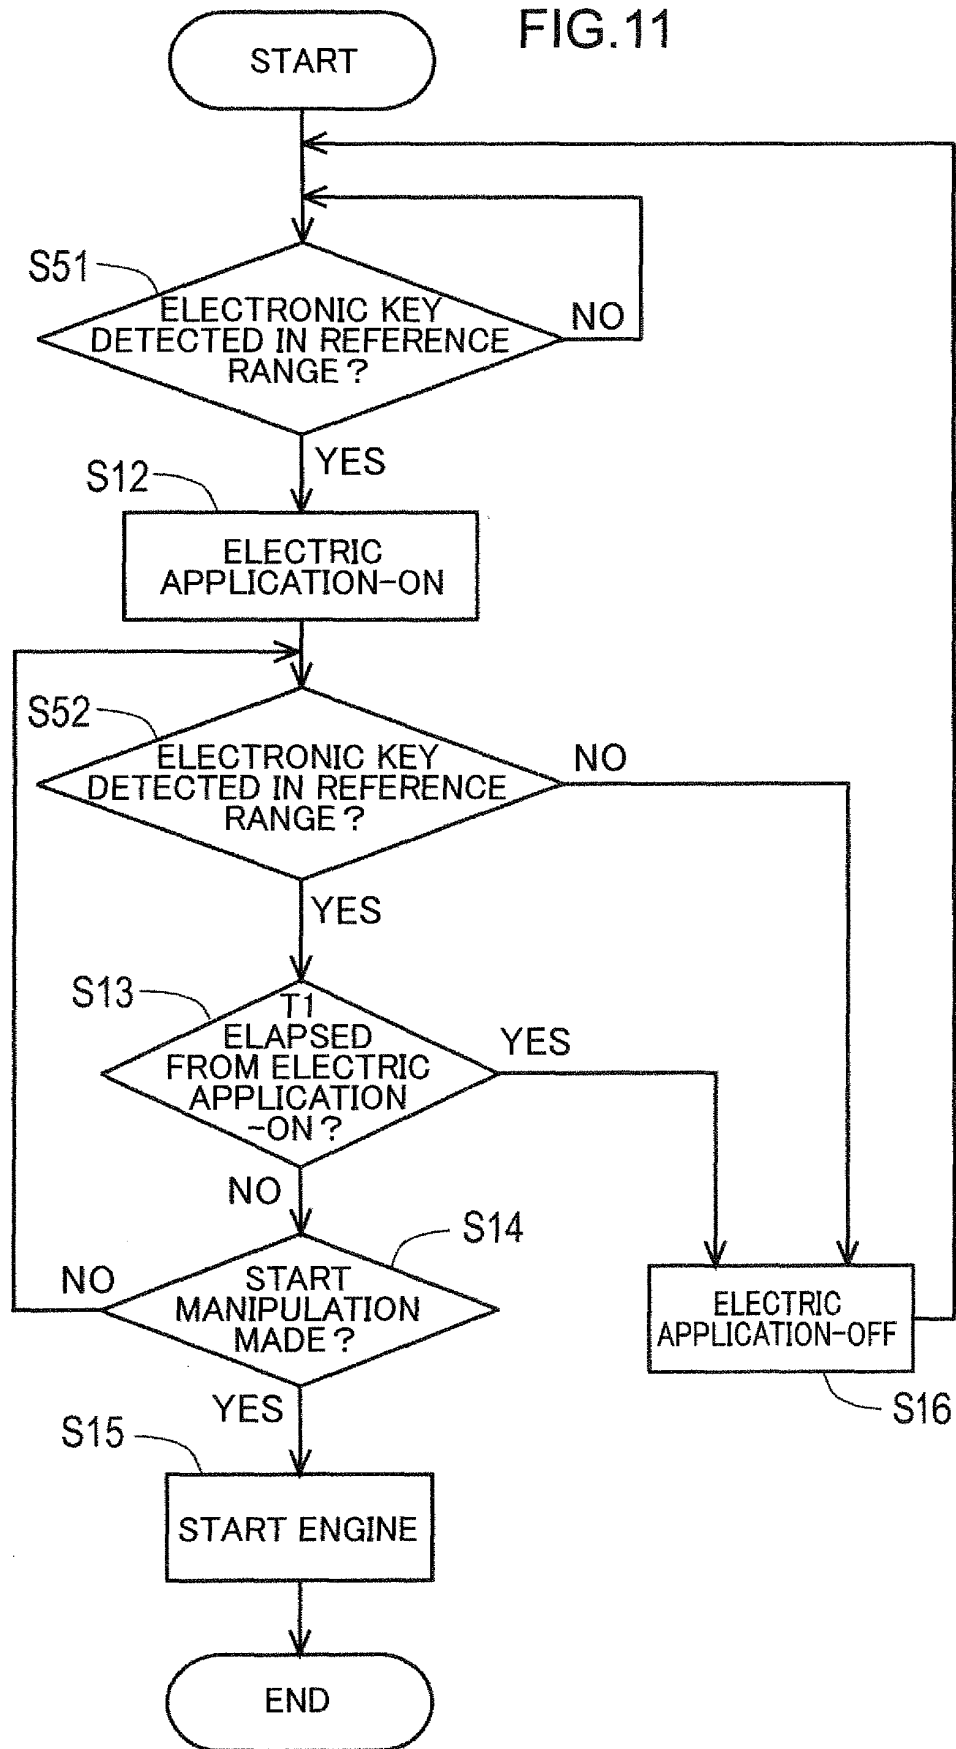 FIG.11
START
S51
ELECTRONIC KEY
DETECTED IN REFERENCE
RANGE?
NO
YES
S12
ELECTRIC
APPLICATION-ON
S52
ELECTRONIC KEY
DETECTED IN REFERENCE
RANGE?
NO
YES
S13
T1
ELAPSED
FROM ELECTRIC
APPLICATION
-ON?
YES
NO
S14
START
MANIPULATION
MADE?
NO
YES
ELECTRIC
APPLICATION-OFF
S16
S15
START ENGINE
END